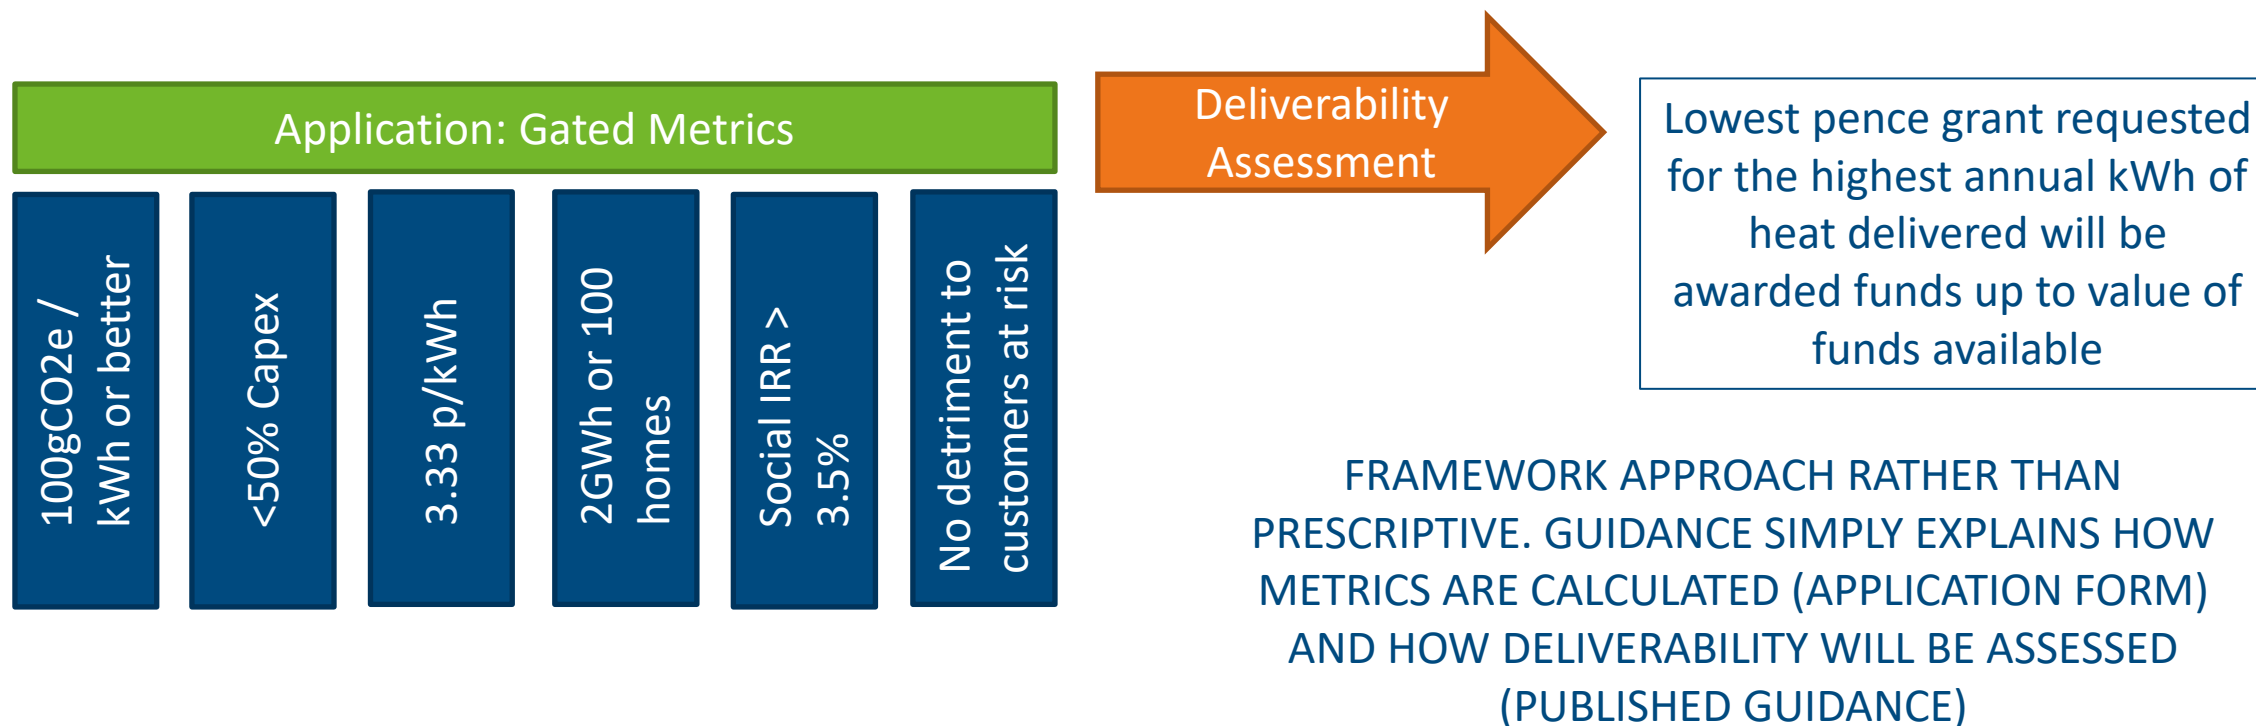 Application: Gated Metrics
100gCO2e /
kWh or better
<50% Capex
3.33 p/kWh
2GWh or 100
homes
Social IRR >
3.5%
No detriment to
customers at risk
Deliverability
Assessment
Lowest pence grant requested
for the highest annual kWh of
heat delivered will be
awarded funds up to value of
funds available
FRAMEWORK APPROACH RATHER THAN
PRESCRIPTIVE. GUIDANCE SIMPLY EXPLAINS HOW
METRICS ARE CALCULATED (APPLICATION FORM)
AND HOW DELIVERABILITY WILL BE ASSESSED
(PUBLISHED GUIDANCE)